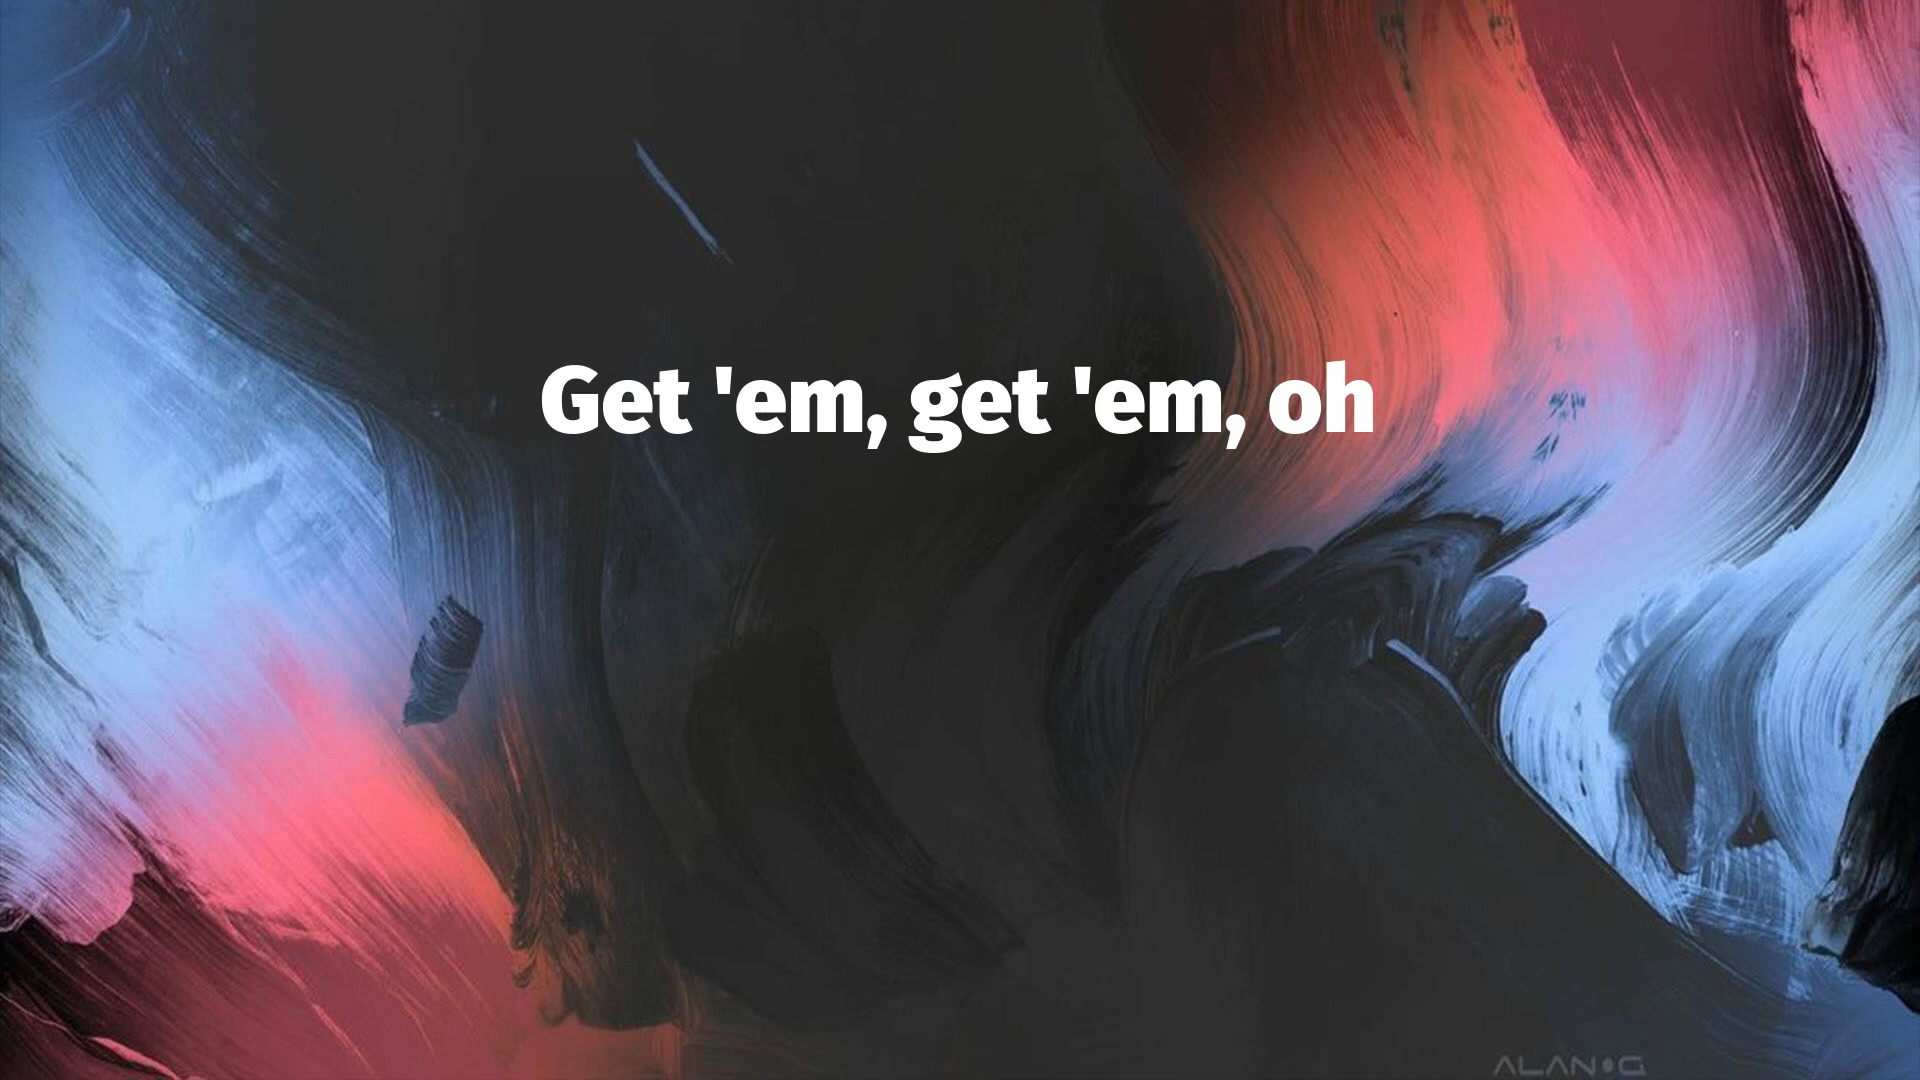 Get 'em, get 'em, oh
ALAN•G